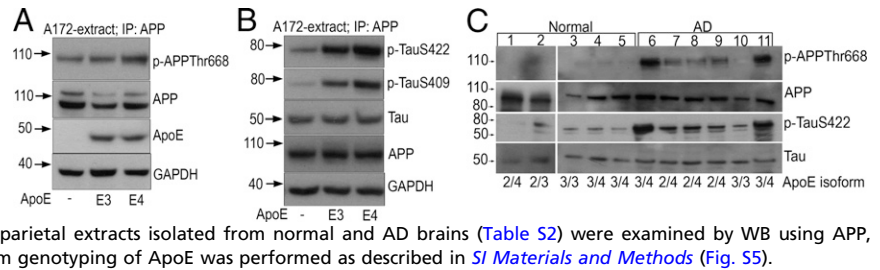 A
A172-extract; IP: APP
110
p-APPThr668
110
APP
50
ApoE
40
GAPDH
ApoE - E3 E4
B
A172-extract; IP: APP
80
p-TauS422
80
p-TauS409
50
Tau
110
APP
40
GAPDH
ApoE - E3 E4
C
Normal AD
1 2 3 4 5 6 7 8 9 10 11
110-
p-APPThr668
110-
80-
APP
80-
50-
p-TauS422
50-
Tau
2/4 2/3 3/3 3/4 3/4 3/4 2/4 2/4 2/4 3/3 3/4 ApoE isoform
parietal extracts isolated from normal and AD brains (Table S2) were examined by WB using APP,
m genotyping of ApoE was performed as described in SI Materials and Methods (Fig. S5).